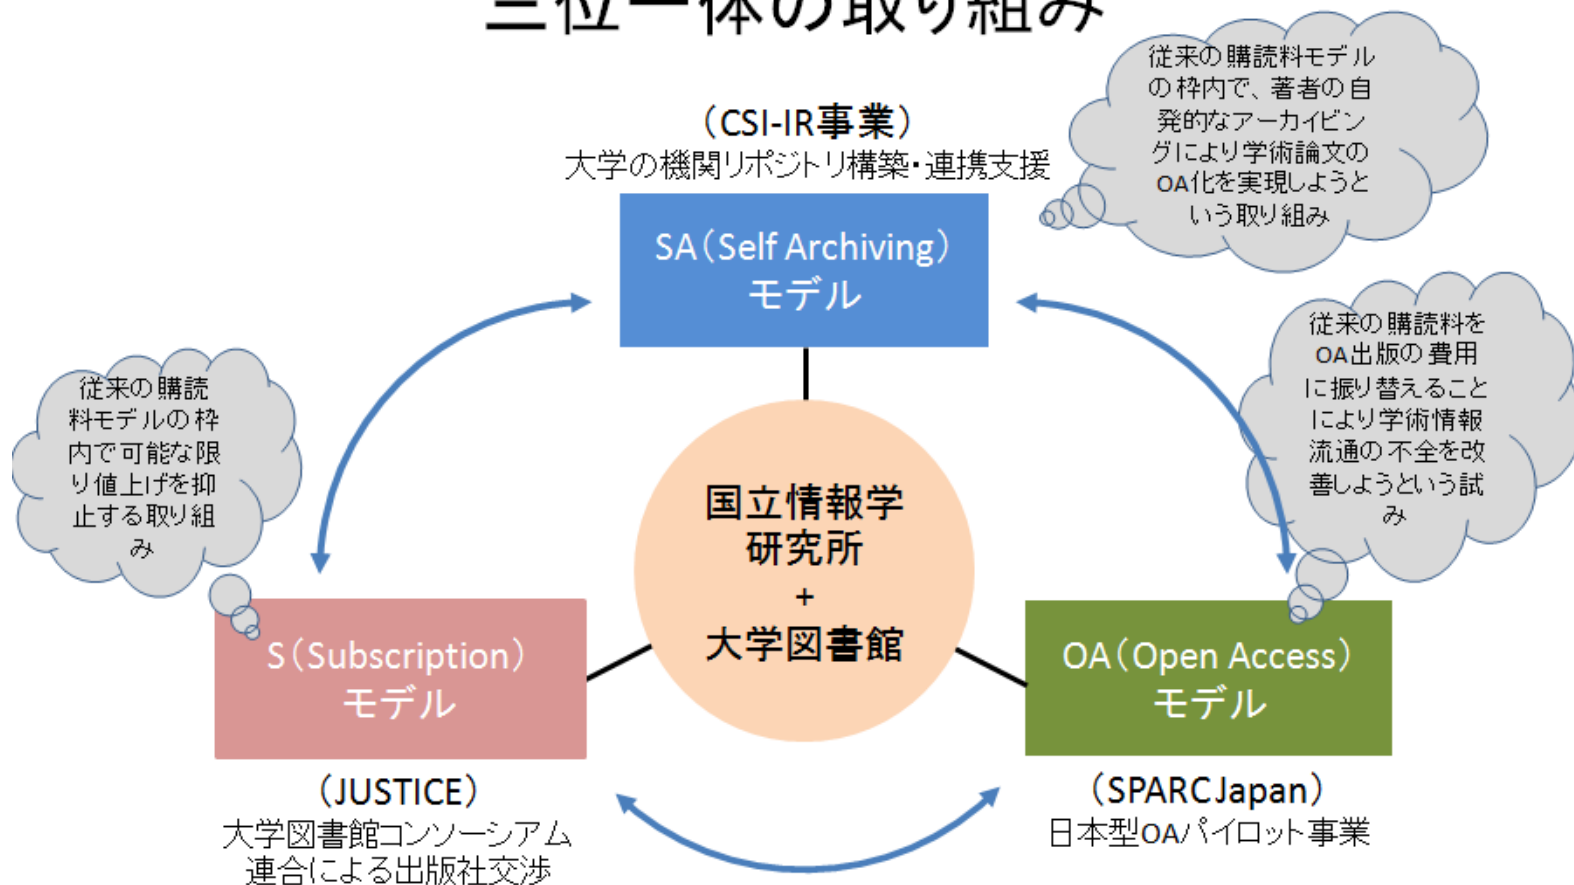 三位一体の取り組み
従来の購読料モデル
の枠内で、著者の自
発的なアーカイビン
グにより学術論文の
OA化を実現しようと
いう取り組み
（CSI-IR事業）
大学の機関リポジトリ構築・連携支援
SA（Self Archiving）
モデル
従来の購読料を
OA出版の費用
に振り替えること
により学術情報
流通の不全を改
善しようという試
み
従来の購読
料モデルの枠
内で可能な限
り値上げを抑
止する取り組
み
国立情報学
研究所
+
大学図書館
S（Subscription）
モデル
OA（Open Access）
モデル
（JUSTICE）
大学図書館コンソーシアム
連合による出版社交渉
（SPARCJapan）
日本型OAパイロット事業